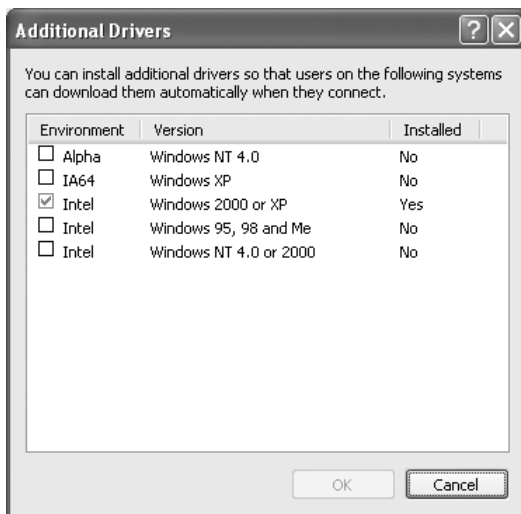 Additional Drivers
You can install additional drivers so that users on the following systems
can download them automatically when they connect.
Environment Version Installed
Alpha Windows NT 4.0 No
IA64 Windows XP No
Intel Windows 2000 or XP Yes
Intel Windows 95, 98 and Me No
Intel Windows NT 4.0 or 2000 No
OK Cancel